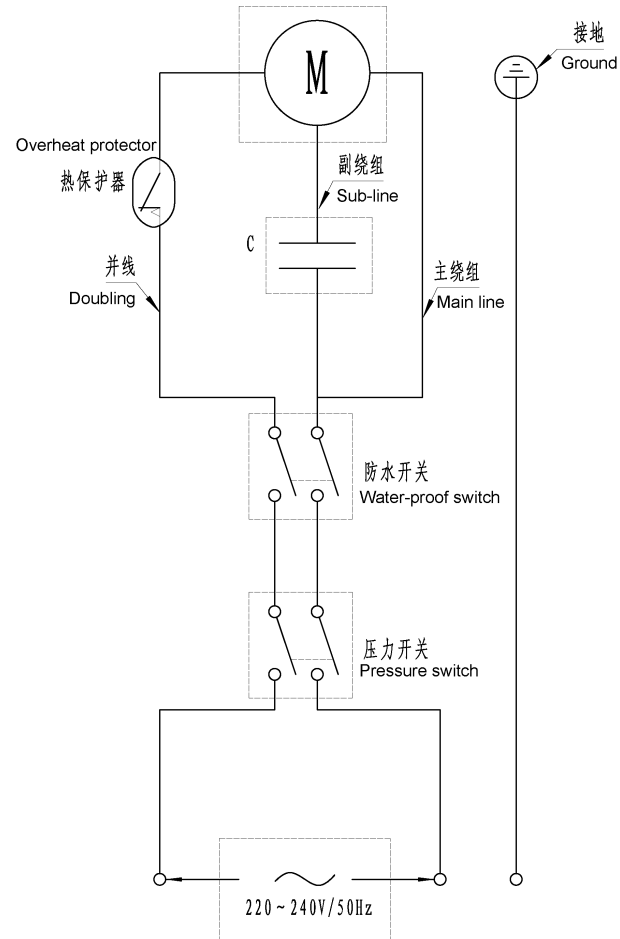 M
接地
Ground
Overheat protector
热保护器
副绕组
Sub-line
C
并线
Doubling
主绕组
Main line
防水开关
Water-proof switch
压力开关
Pressure switch
220~240V/50Hz